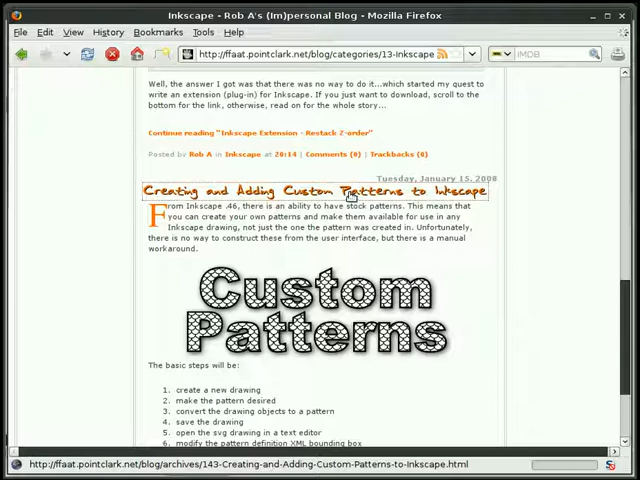 Inkscape - Rob A's (Im)personal Blog - Mozilla Firefox
File Edit View History Bookmarks Tools Help
http://ffaat.pointclark.net/blog/categories/13-Inkscape IMDB
Well, the answer I got was that there was no way to do it...which started my quest to
write an extension (plug-in) for Inkscape. If you just want to download, scroll to the
bottom for the link, otherwise, read on for the whole story...
Continue reading "Inkscape Extension - Restack Z-order"
Posted by Rob A in Inkscape at 20:14 | Comments (0) | Trackbacks (0)
Tuesday, January 15, 2008
Creating and Adding Custom Patterns to Inkscape
From Inkscape .46, there is an ability to have stock patterns. This means that
you can create your own patterns and make them available for use in any
Inkscape drawing, not just the one the pattern was created in. Unfortunately,
there is no way to construct these from the user interface, but there is a manual
workaround.
Custom
Patterns
The basic steps will be:
1. create a new drawing
2. make the pattern desired
3. convert the drawing objects to a pattern
4. save the drawing
5. open the svg drawing in a text editor
6. modify the pattern definition XML bounding box
http://ffaat.pointclark.net/blog/archives/143-Creating-and-Adding-Custom-Patterns-to-Inkscape.html